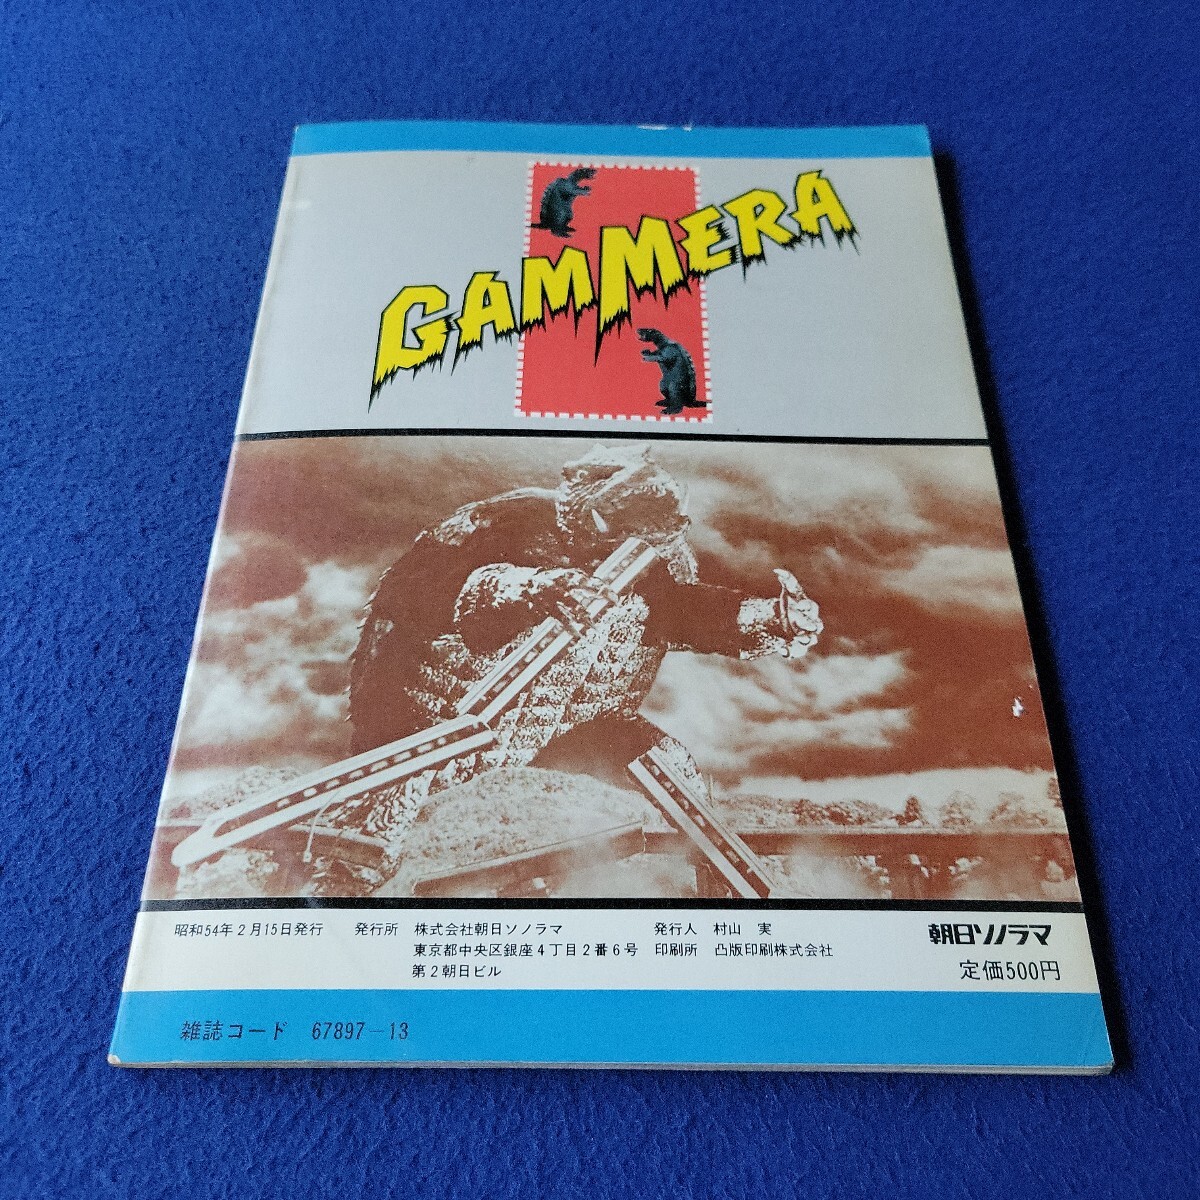 GAMMERA
昭和54年2月15日発行 発行所 株式会社朝日ソノラマ 発行人 村山 実 朝日ソノラマ
東京都中央区銀座4丁目2番6号 印刷所 凸版印刷株式会社
第2朝日ビル 定価500円
雑誌コード 67897-13